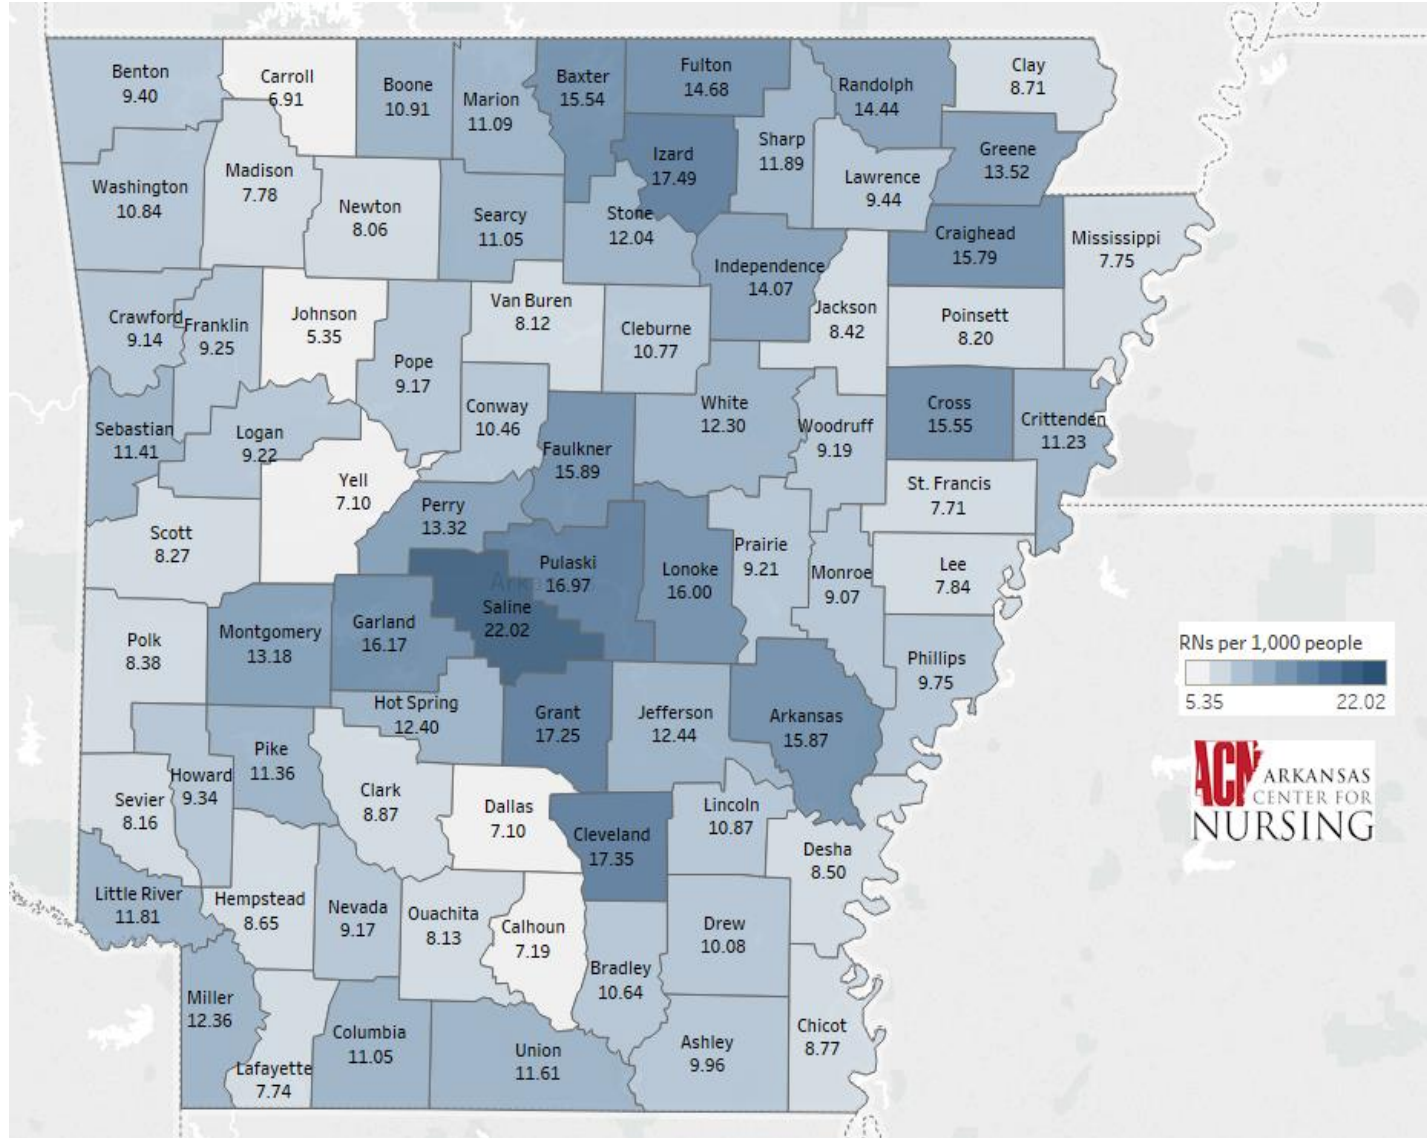 Benton
9.40
Carroll
6.91
Boone
10.91
Marion
11.09
Baxter
15.54
Fulton
14.68
Randolph
14.44
Clay
8.71
Washington
10.84
Madison
7.78
Newton
8.06
Searcy
11.05
Stone
12.04
Izard
17.49
Sharp
11.89
Lawrence
9.44
Greene
13.52
Craighead
15.79
Mississippi
7.75
Independence
14.07
Crawford
9.14
Franklin
9.25
Johnson
5.35
Pope
9.17
Van Buren
8.12
Cleburne
10.77
Jackson
8.42
Poinsett
8.20
Sebastian
11.41
Logan
9.22
Conway
10.46
Faulkner
15.89
White
12.30
Woodruff
9.19
Cross
15.55
Crittenden
11.23
Yell
7.10
Perry
13.32
St. Francis
7.71
Scott
8.27
Pulaski
16.97
Arkansas
Saline
22.02
Lonoke
16.00
Prairie
9.21
Monroe
9.07
Lee
7.84
Polk
8.38
Montgomery
13.18
Garland
16.17
Phillips
9.75
Hot Spring
12.40
Grant
17.25
Jefferson
12.44
Arkansas
15.87
Howard
9.34
Pike
11.36
Sevier
8.16
Clark
8.87
Dallas
7.10
Cleveland
17.35
Lincoln
10.87
Desha
8.50
Little River
11.81
Hempstead
8.65
Nevada
9.17
Ouachita
8.13
Calhoun
7.19
Bradley
10.64
Drew
10.08
Miller
12.36
Lafayette
7.74
Columbia
11.05
Union
11.61
Ashley
9.96
Chicot
8.77
RNs per 1,000 people
5.35 22.02
ACN ARKANSAS
CENTER FOR
NURSING